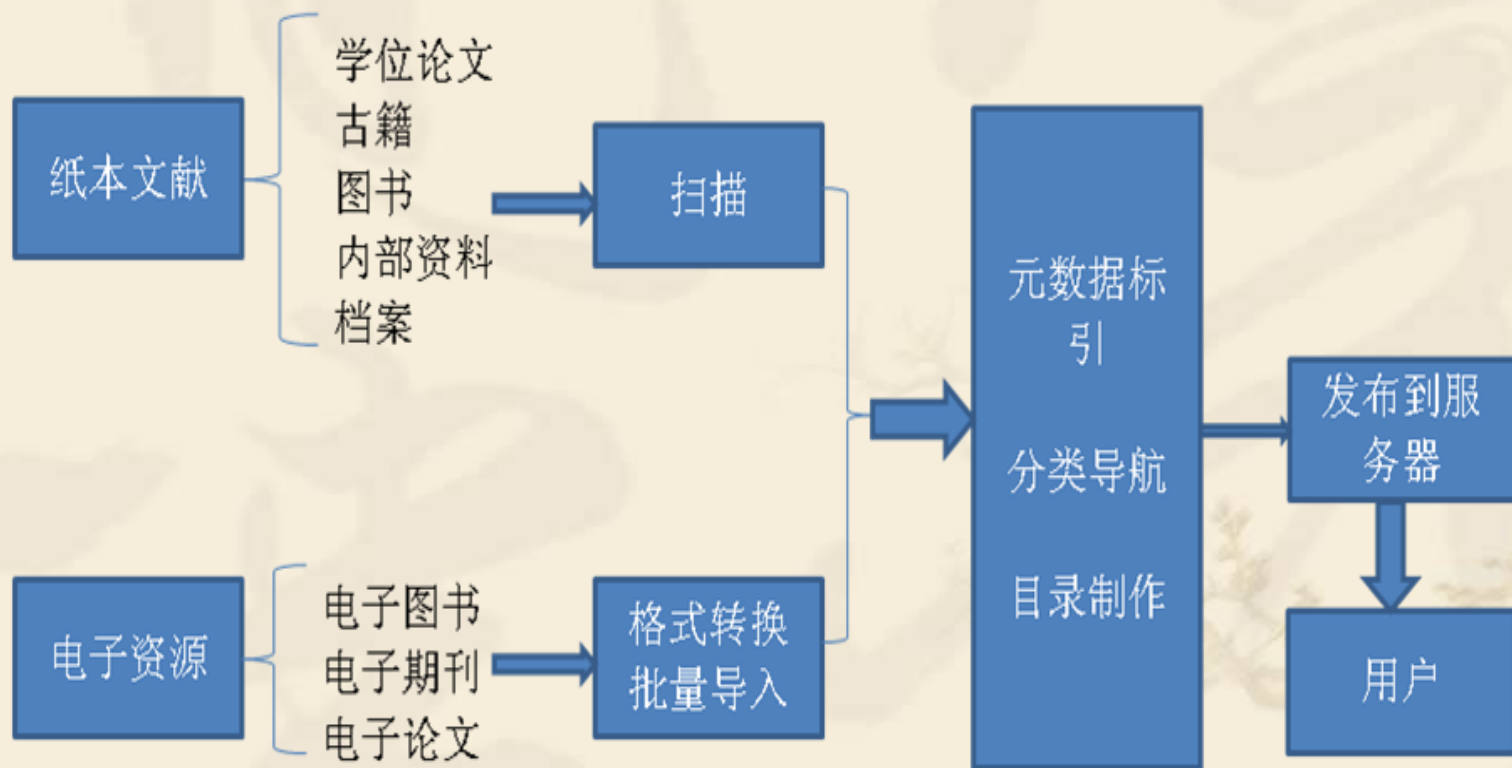 纸本文献
学位论文
古籍
图书
内部资料
档案
扫描
电子资源
电子图书
电子期刊
电子论文
格式转换
批量导入
元数据标
引
分类导航
目录制作
发布到服
务器
用户